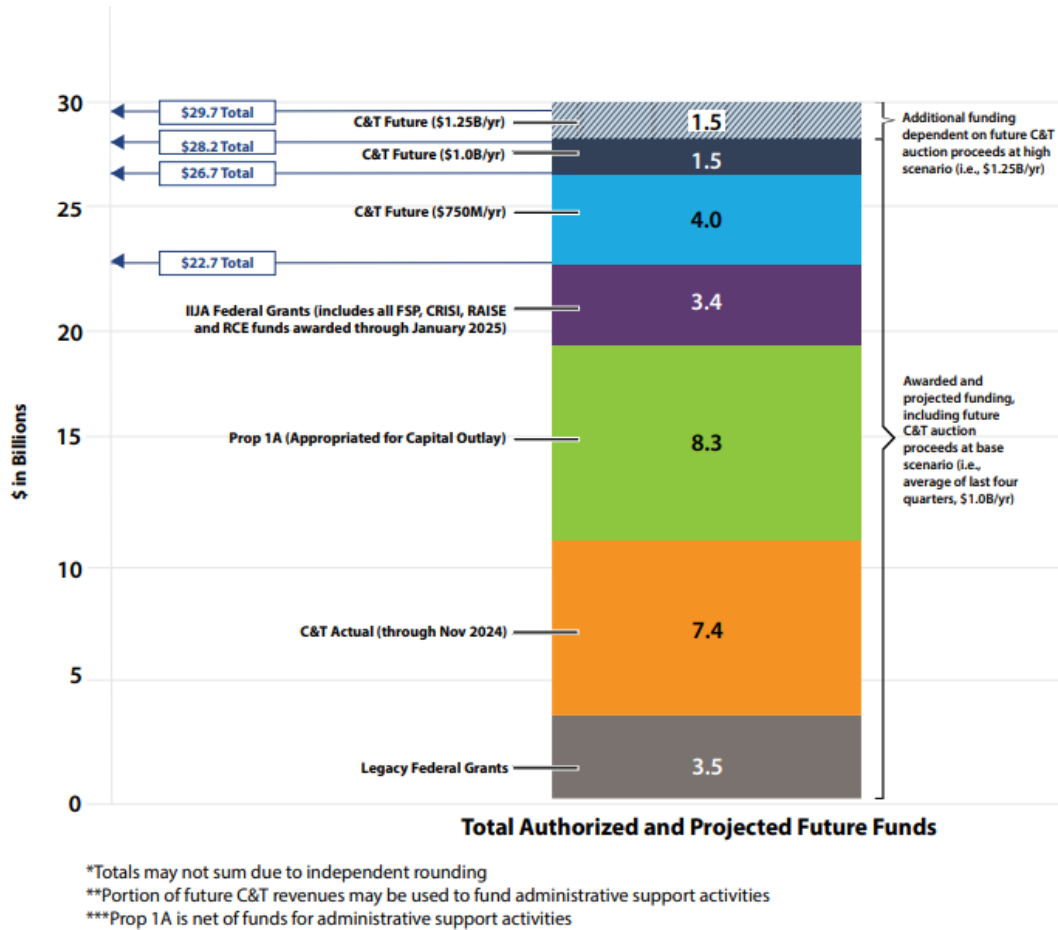 30
$29.7 Total
C&T Future ($1.25B/yr)
1.5
Additional funding
dependent on future C&T
auction proceeds at high
scenario (i.e., $1.25B/yr)
$28.2 Total
C&T Future ($1.0B/yr)
1.5
$26.7 Total
25
C&T Future ($750M/yr)
4.0
$22.7 Total
IIJA Federal Grants (includes all FSP, CRISI, RAISE
and RCE funds awarded through January 2025)
3.4
20
Awarded and
projected funding,
including future
C&T auction
proceeds at base
scenario (i.e.,
average of last four
quarters, $1.0B/yr)
15
Prop 1A (Appropriated for Capital Outlay)
8.3
$ in Billions
10
C&T Actual (through Nov 2024)
7.4
5
Legacy Federal Grants
3.5
0
Total Authorized and Projected Future Funds
*Totals may not sum due to independent rounding
**Portion of future C&T revenues may be used to fund administrative support activities
***Prop 1A is net of funds for administrative support activities